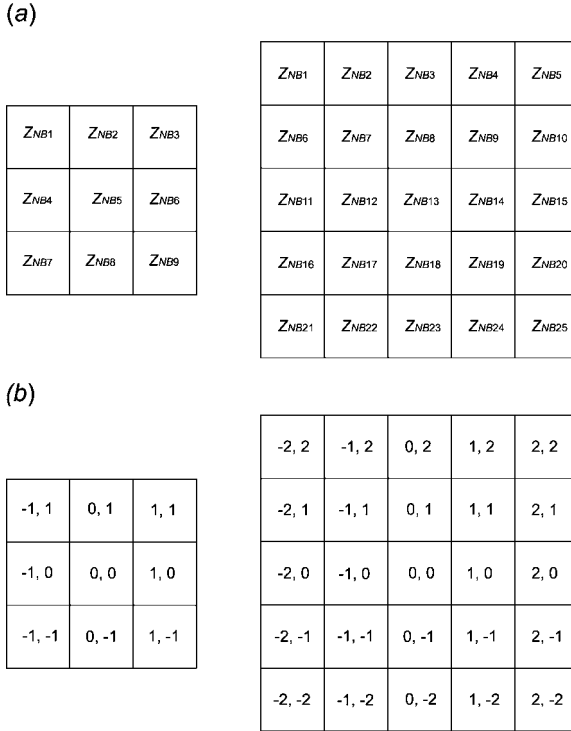 (a)
ZNB1 ZNB2 ZNB3
ZNB4 ZNB5 ZNB6
ZNB7 ZNB8 ZNB9
ZNB1 ZNB2 ZNB3 ZNB4 ZNB5
ZNB6 ZNB7 ZNB8 ZNB9 ZNB10
ZNB11 ZNB12 ZNB13 ZNB14 ZNB15
ZNB16 ZNB17 ZNB18 ZNB19 ZNB20
ZNB21 ZNB22 ZNB23 ZNB24 ZNB25
(b)
-1, 1 0, 1 1, 1
-1, 0 0, 0 1, 0
-1, -1 0, -1 1, -1
-2, 2 -1, 2 0, 2 1, 2 2, 2
-2, 1 -1, 1 0, 1 1, 1 2, 1
-2, 0 -1, 0 0, 0 1, 0 2, 0
-2, -1 -1, -1 0, -1 1, -1 2, -1
-2, -2 -1, -2 0, -2 1, -2 2, -2